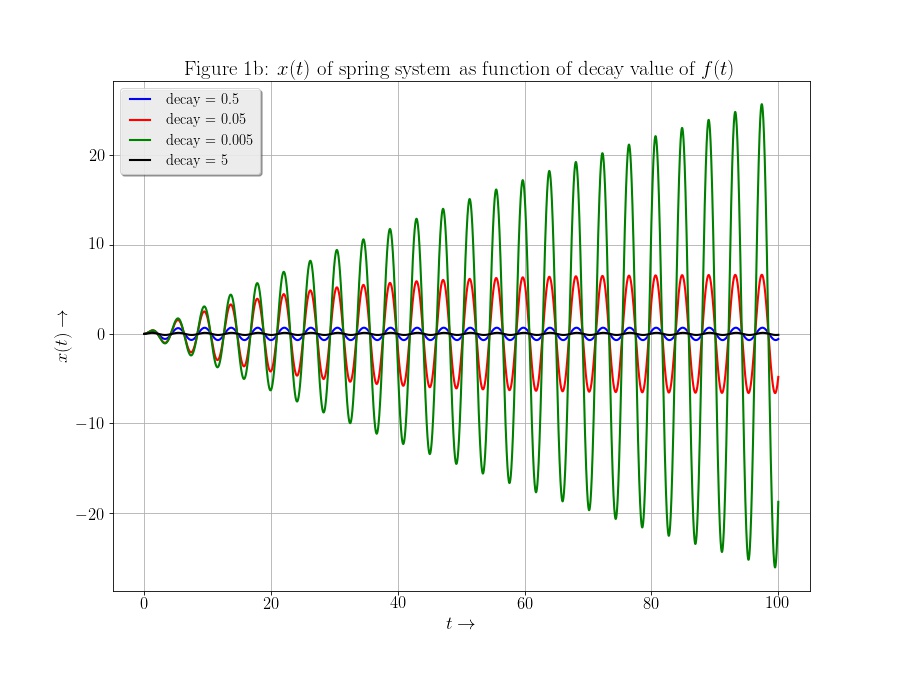 Figure 1b: x(t) of spring system as function of decay value of f(t)
decay = 0.5
decay = 0.05
decay = 0.005
decay = 5
20
10
0
−10
−20
x(t) →
0 20 40 60 80 100
t →